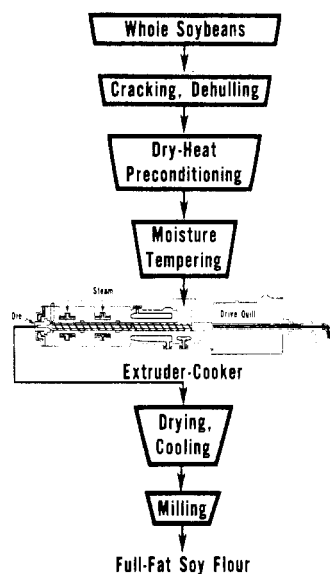 Whole Soybeans
Cracking, Dehulling
Dry-Heat
Preconditioning
Moisture
Tempering
Steam
Die
Drive Quill
Extruder-Cooker
Drying,
Cooling
Milling
Full-Fat Soy Flour